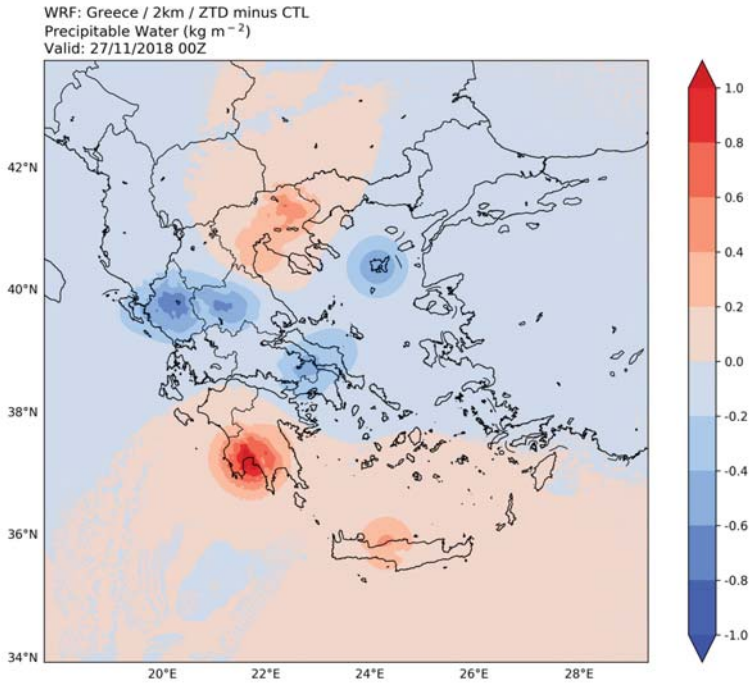 WRF: Greece / 2km / ZTD minus CTL
Precipitable Water (kg m⁻²)
Valid: 27/11/2018 00Z
42°N
40°N
38°N
36°N
34°N
20°E
22°E
24°E
26°E
28°E
1.0
0.8
0.6
0.4
0.2
0.0
-0.2
-0.4
-0.6
-0.8
-1.0